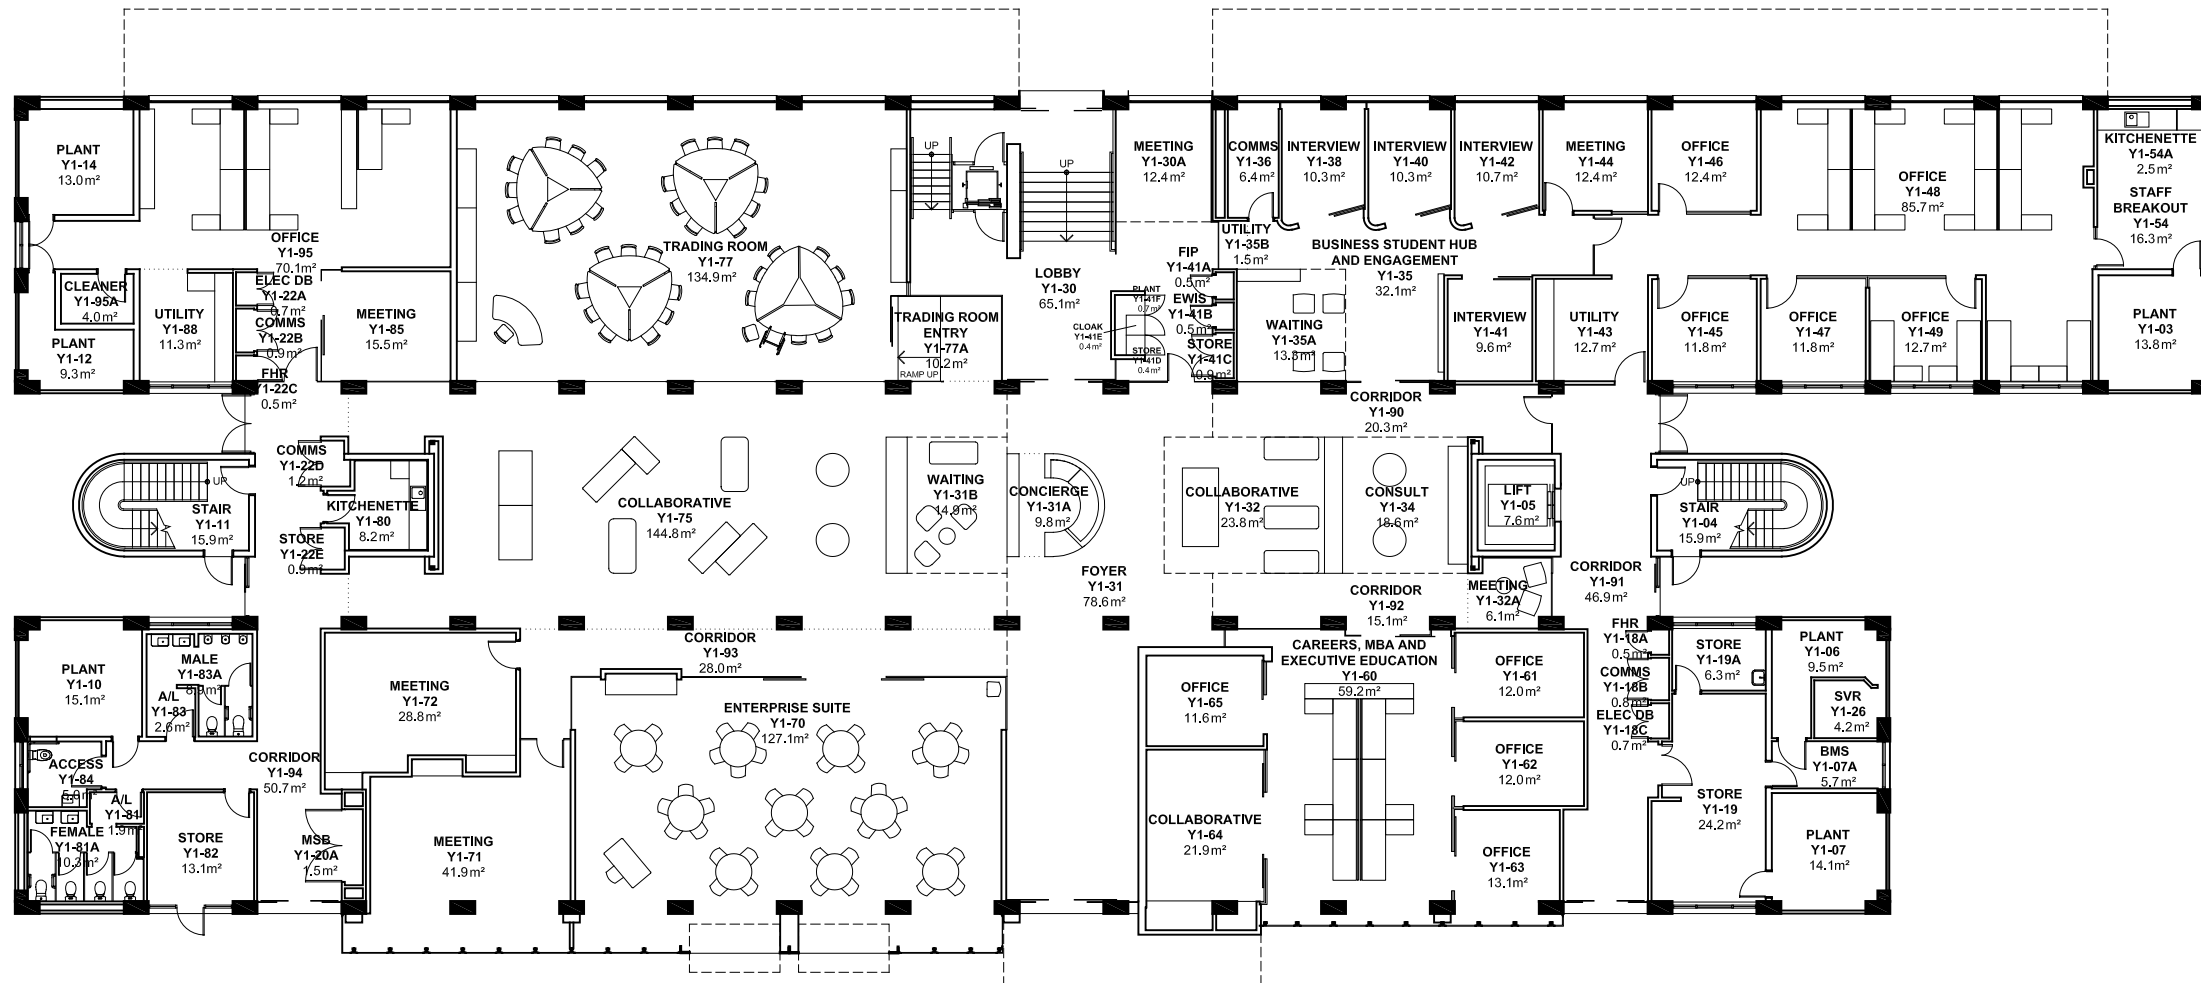 PLANT
Y1-14
13.0m²
OFFICE
Y1-95
70.1m²
CLEANER
Y1-95A
4.0m²
PLANT
Y1-12
9.3m²
UTILITY
Y1-88
11.3m²
ELEC DB
Y1-22A
0.7m²
COMMS
Y1-22B
0.9m²
FHR
Y1-22C
0.5m²
MEETING
Y1-85
15.5m²
TRADING ROOM
Y1-77
134.9m²
UP
TRADING ROOM
ENTRY
Y1-77A
10.2m²
RAMP UP
UP
LOBBY
Y1-30
65.1m²
MEETING
Y1-30A
12.4m²
FIP
Y1-41A
0.5m²
PLANT
Y1-41F
0.7m²
EWIS
Y1-41B
0.5m²
CLOAK
Y1-41E
0.4m²
STORE
Y1-41D
0.4m²
STORE
Y1-41C
0.9m²
COMMS
Y1-36
6.4m²
UTILITY
Y1-35B
1.5m²
INTERVIEW
Y1-38
10.3m²
INTERVIEW
Y1-40
10.3m²
INTERVIEW
Y1-42
10.7m²
BUSINESS STUDENT HUB
AND ENGAGEMENT
Y1-35
32.1m²
WAITING
Y1-35A
13.3m²
MEETING
Y1-44
12.4m²
OFFICE
Y1-46
12.4m²
OFFICE
Y1-48
85.7m²
KITCHENETTE
Y1-54A
2.5m²
STAFF
BREAKOUT
Y1-54
16.3m²
INTERVIEW
Y1-41
9.6m²
UTILITY
Y1-43
12.7m²
OFFICE
Y1-45
11.8m²
OFFICE
Y1-47
11.8m²
OFFICE
Y1-49
12.7m²
PLANT
Y1-03
13.8m²
CORRIDOR
Y1-90
20.3m²
UP
STAIR
Y1-11
15.9m²
COMMS
Y1-22D
1.2m²
KITCHENETTE
Y1-80
8.2m²
STORE
Y1-22E
0.9m²
COLLABORATIVE
Y1-75
144.8m²
WAITING
Y1-31B
14.9m²
CONCIERGE
Y1-31A
9.8m²
COLLABORATIVE
Y1-32
23.8m²
CONSULT
Y1-34
18.6m²
LIFT
Y1-05
7.6m²
UP
STAIR
Y1-04
15.9m²
FOYER
Y1-31
78.6m²
CORRIDOR
Y1-92
15.1m²
MEETING
Y1-32A
6.1m²
CORRIDOR
Y1-91
46.9m²
PLANT
Y1-10
15.1m²
MALE
Y1-83A
8.9m²
A/L
Y1-83
2.6m²
ACCESS
Y1-84
5.0m²
A/L
Y1-81
1.9m²
FEMALE
Y1-81A
10.3m²
STORE
Y1-82
13.1m²
CORRIDOR
Y1-94
50.7m²
MSB
Y1-20A
1.5m²
MEETING
Y1-72
28.8m²
MEETING
Y1-71
41.9m²
CORRIDOR
Y1-93
28.0m²
ENTERPRISE SUITE
Y1-70
127.1m²
OFFICE
Y1-65
11.6m²
COLLABORATIVE
Y1-64
21.9m²
CAREERS, MBA AND
EXECUTIVE EDUCATION
Y1-60
59.2m²
OFFICE
Y1-61
12.0m²
OFFICE
Y1-62
12.0m²
OFFICE
Y1-63
13.1m²
FHR
Y1-18A
0.5m²
COMMS
Y1-18B
0.8m²
ELEC DB
Y1-18C
0.7m²
STORE
Y1-19A
6.3m²
PLANT
Y1-06
9.5m²
SVR
Y1-26
4.2m²
BMS
Y1-07A
5.7m²
STORE
Y1-19
24.2m²
PLANT
Y1-07
14.1m²